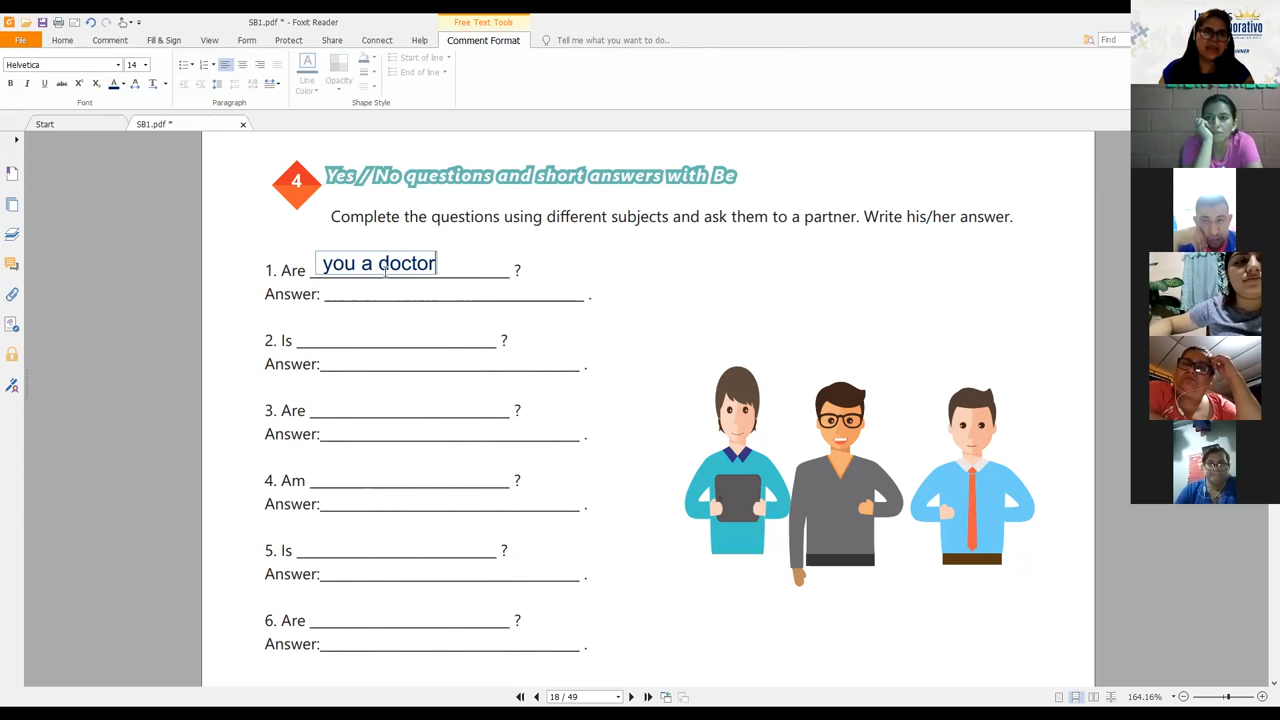 SB1.pdf * - Foxit Reader
Free Text Tools
File Home Comment Fill & Sign View Form Protect Share Connect Help Comment Format Tell me what you want to do.. Find
Helvetica 14
Line Color
Opacity
Start of line
End of line
Font Paragraph Shape Style
Start SB1.pdf *
4 Yes / No questions and short answers with Be
Complete the questions using different subjects and ask them to a partner. Write his/her answer.
1. Are you a doctor ?
Answer: .
2. Is ?
Answer: .
3. Are ?
Answer: .
4. Am ?
Answer: .
5. Is ?
Answer: .
6. Are ?
Answer: .
18 / 49
164.16%